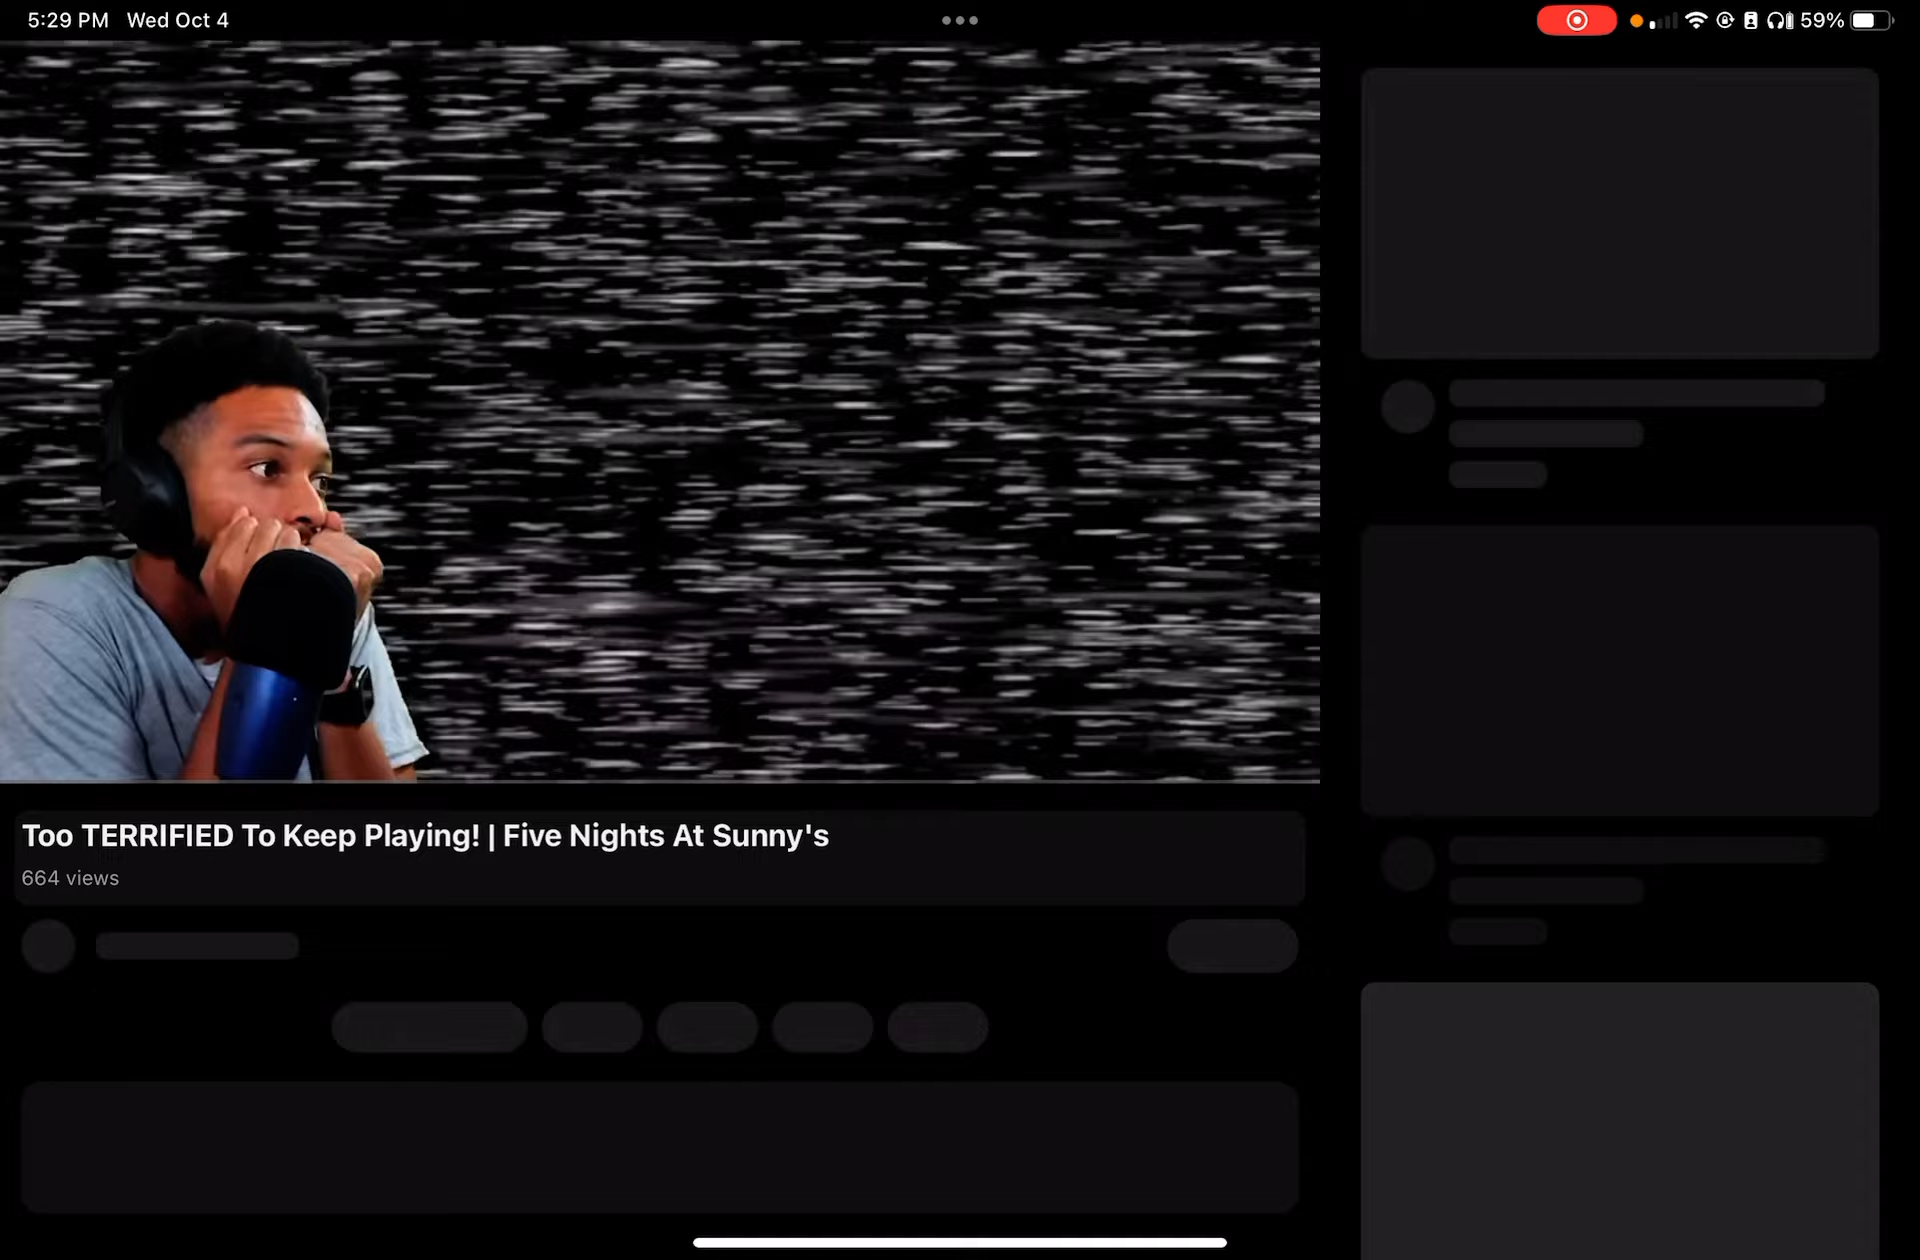 5:29 PM Wed Oct 4
59%
Too TERRIFIED To Keep Playing! | Five Nights At Sunny's
664 views